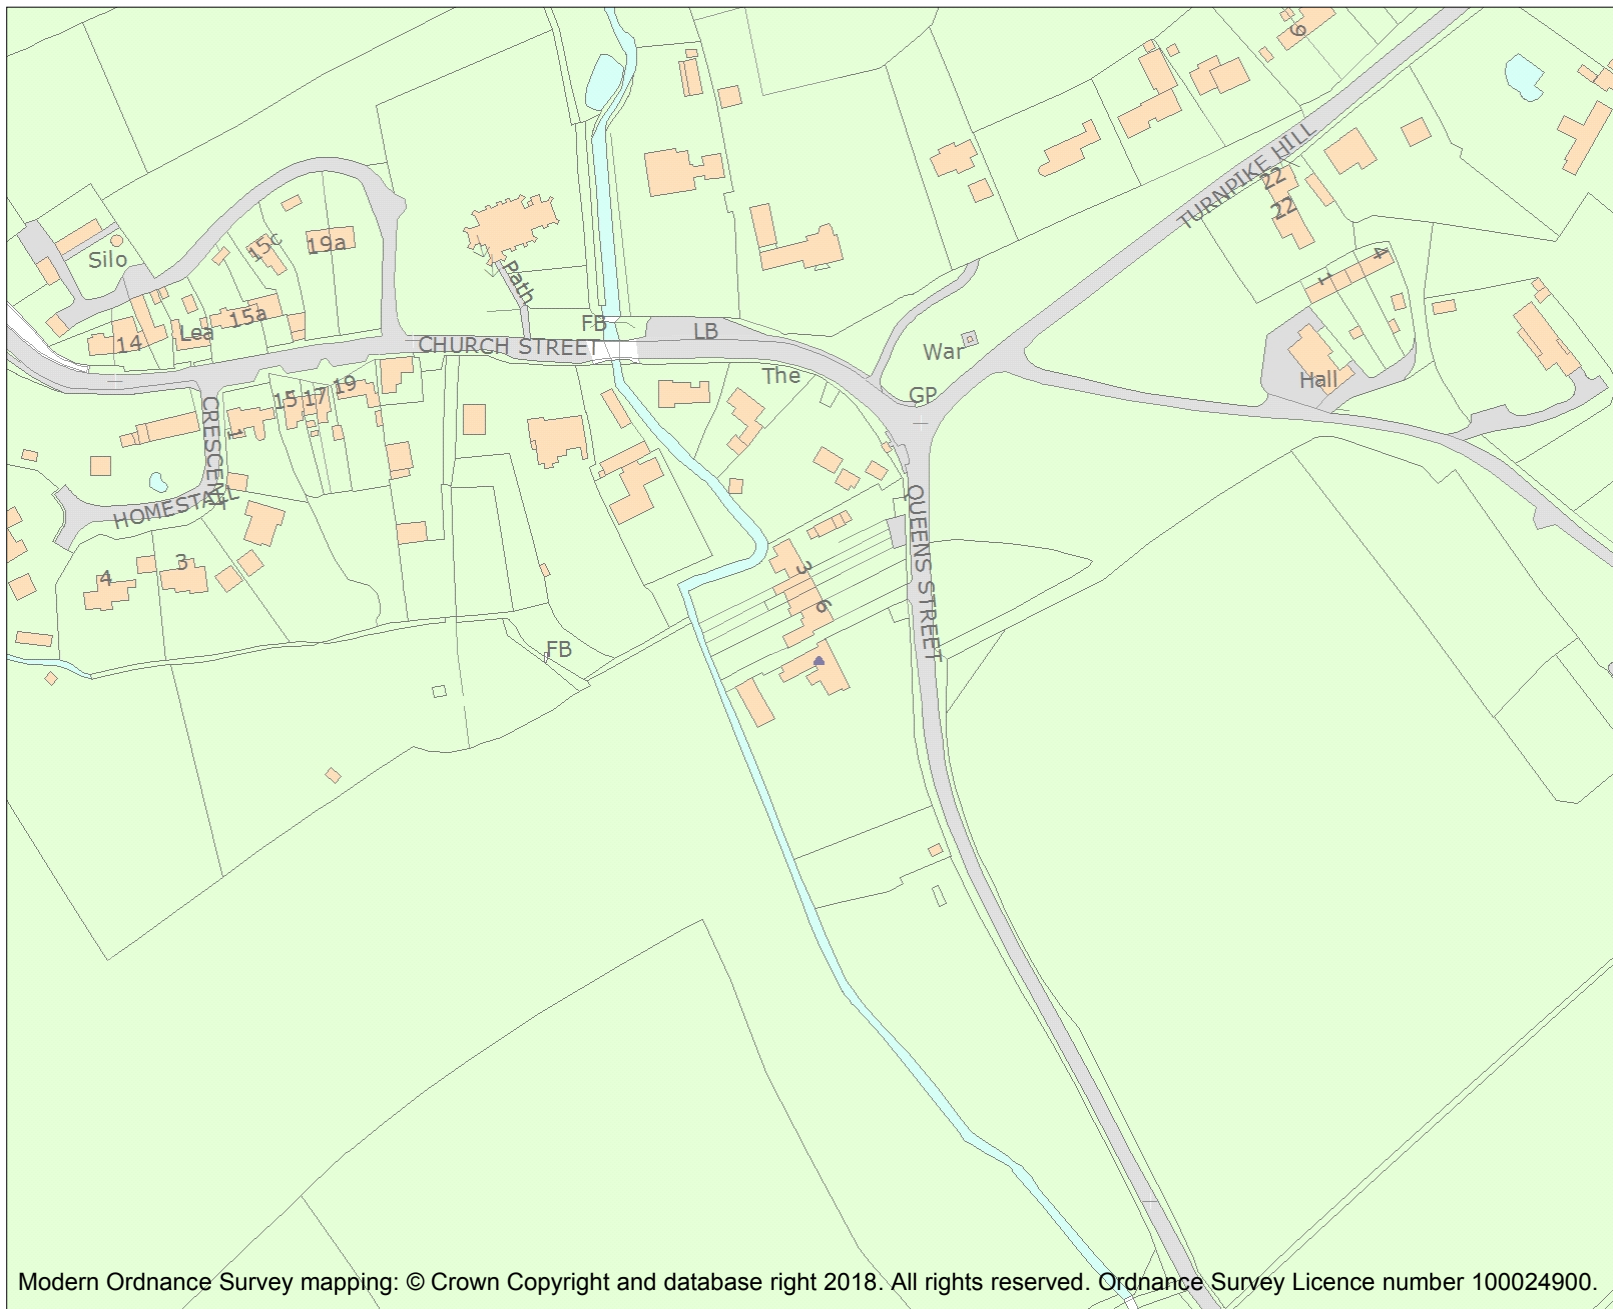 9
TURNPIKE HILL
22
22
15c
19a
Silo
Path
4
1
15a
Lea
14
FB
LB
CHURCH STREET
War
The
GP
Hall
15 17 19
1
CRESCENT
HOMESTALL
QUEENS STREET
3
4
3
6
FB
Modern Ordnance Survey mapping: © Crown Copyright and database right 2018. All rights reserved. Ordnance Survey Licence number 100024900.